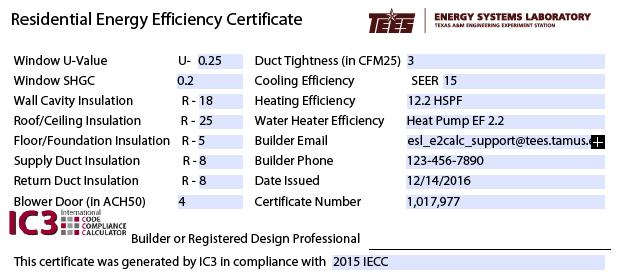 Residential Energy Efficiency Certificate
TEES ENERGY SYSTEMS LABORATORY
TEXAS A&M ENGINEERING EXPERIMENT STATION
Window U-Value U- 0.25 Duct Tightness (in CFM25) 3
Window SHGC 0.2 Cooling Efficiency SEER 15
Wall Cavity Insulation R - 18 Heating Efficiency 12.2 HSPF
Roof/Ceiling Insulation R - 25 Water Heater Efficiency Heat Pump EF 2.2
Floor/Foundation Insulation R - 5 Builder Email esl_e2calc_support@tees.tamus.
Supply Duct Insulation R - 8 Builder Phone 123-456-7890
Return Duct Insulation R - 8 Date Issued 12/14/2016
Blower Door (in ACH50) 4 Certificate Number 1,017,977
IC3 International
CODE
COMPLIANCE
CALCULATOR
Builder or Registered Design Professional
This certificate was generated by IC3 in compliance with 2015 IECC